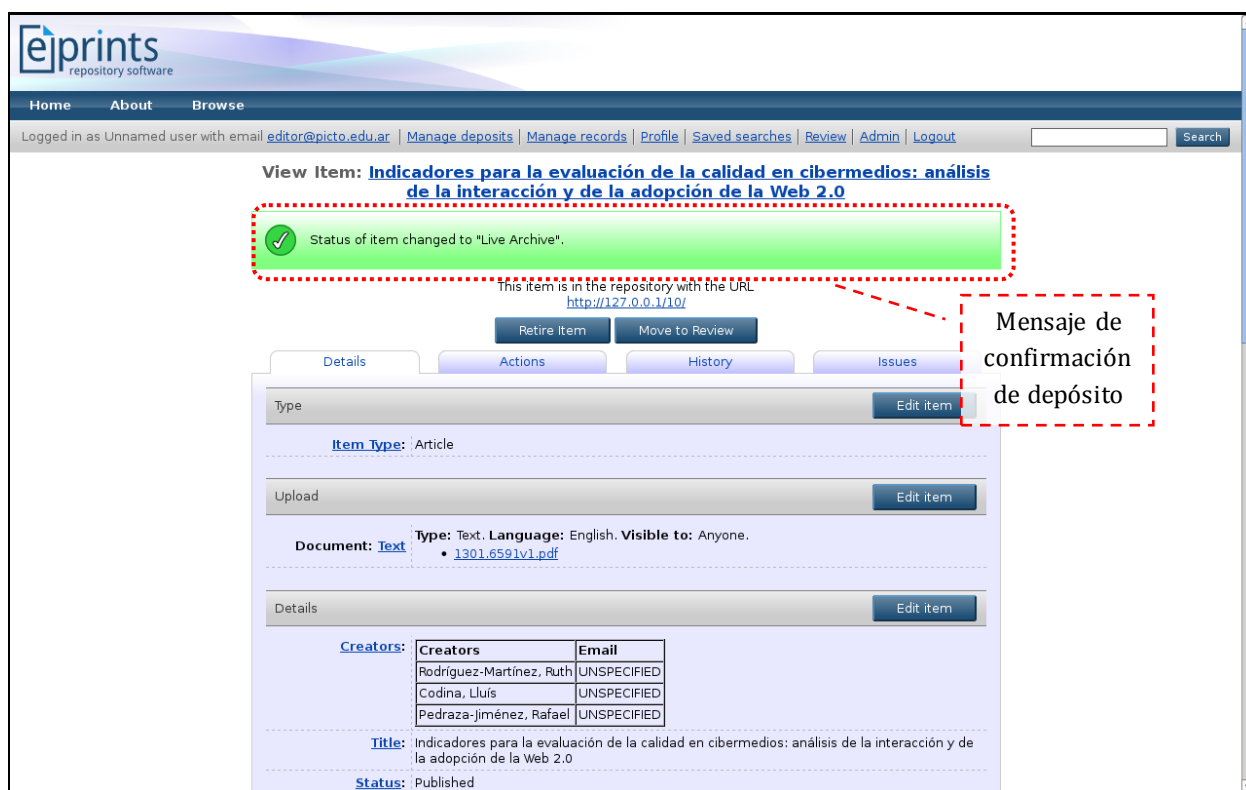 eprints
repository software
Home About Browse
Logged in as Unnamed user with email editor@picto.edu.ar | Manage deposits | Manage records | Profile | Saved searches | Review | Admin | Logout Search
View Item: Indicadores para la evaluación de la calidad en cibermedios: análisis
de la interacción y de la adopción de la Web 2.0
Status of item changed to "Live Archive".
This item is in the repository with the URL
http://127.0.0.1/10/
Retire Item Move to Review
Mensaje de
confirmación
de depósito
Details Actions History Issues
Type Edit item
Item Type: Article
Upload Edit item
Document: Text Type: Text. Language: English. Visible to: Anyone.
• 1301.6591v1.pdf
Details Edit item
Creators: Creators Email
Rodríguez-Martínez, Ruth UNSPECIFIED
Codina, Lluís UNSPECIFIED
Pedraza-Jiménez, Rafael UNSPECIFIED
Title: Indicadores para la evaluación de la calidad en cibermedios: análisis de la interacción y de
la adopción de la Web 2.0
Status: Published